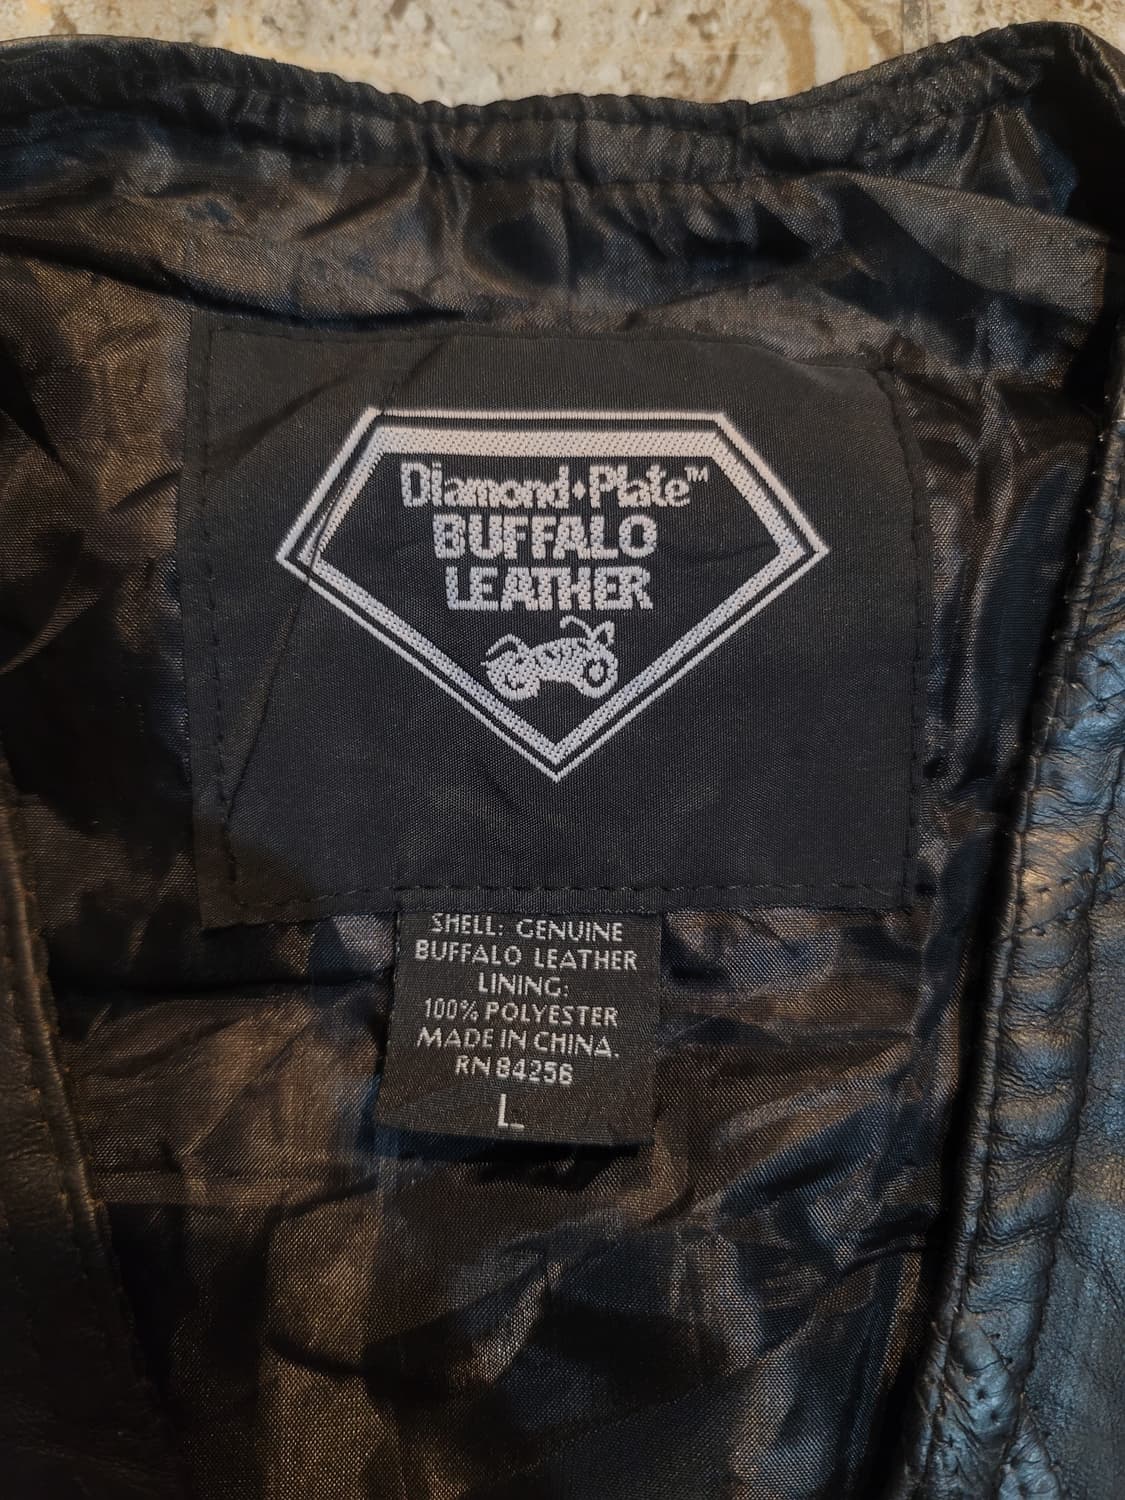 Diamond♦Plate™
BUFFALO
LEATHER
SHELL: GENUINE
BUFFALO LEATHER
LINING:
100% POLYESTER
MADE IN CHINA.
RN 84256
L